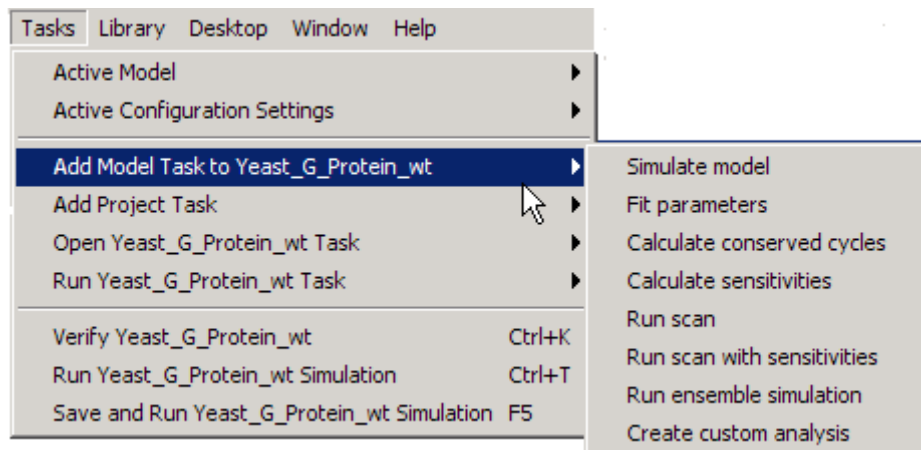 Tasks Library Desktop Window Help
Active Model
Active Configuration Settings
Add Model Task to Yeast_G_Protein_wt
Add Project Task
Open Yeast_G_Protein_wt Task
Run Yeast_G_Protein_wt Task
Verify Yeast_G_Protein_wt Ctrl+K
Run Yeast_G_Protein_wt Simulation Ctrl+T
Save and Run Yeast_G_Protein_wt Simulation F5
Simulate model
Fit parameters
Calculate conserved cycles
Calculate sensitivities
Run scan
Run scan with sensitivities
Run ensemble simulation
Create custom analysis